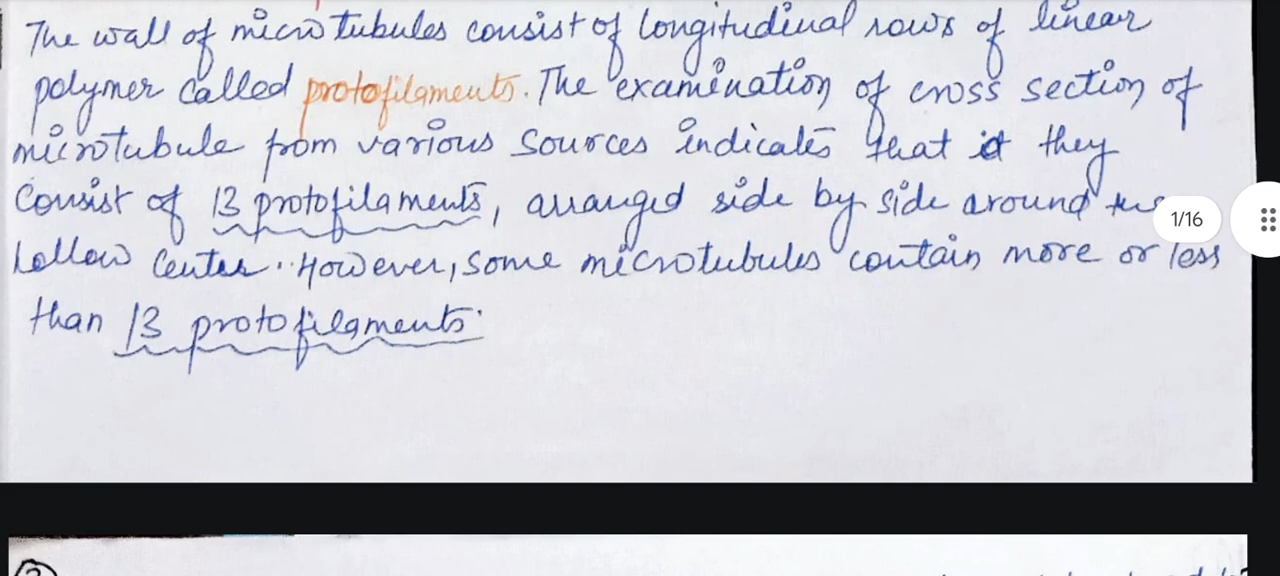 The wall of microtubules consist of longitudinal rows of linear
polymer called protofilaments. The examination of cross section of
microtubule from various sources indicates that it they
Consist of 13 protofilaments, arranged side by side around
hollow center. However, some microtubules contain more or less
than 13 protofilaments.
1/16